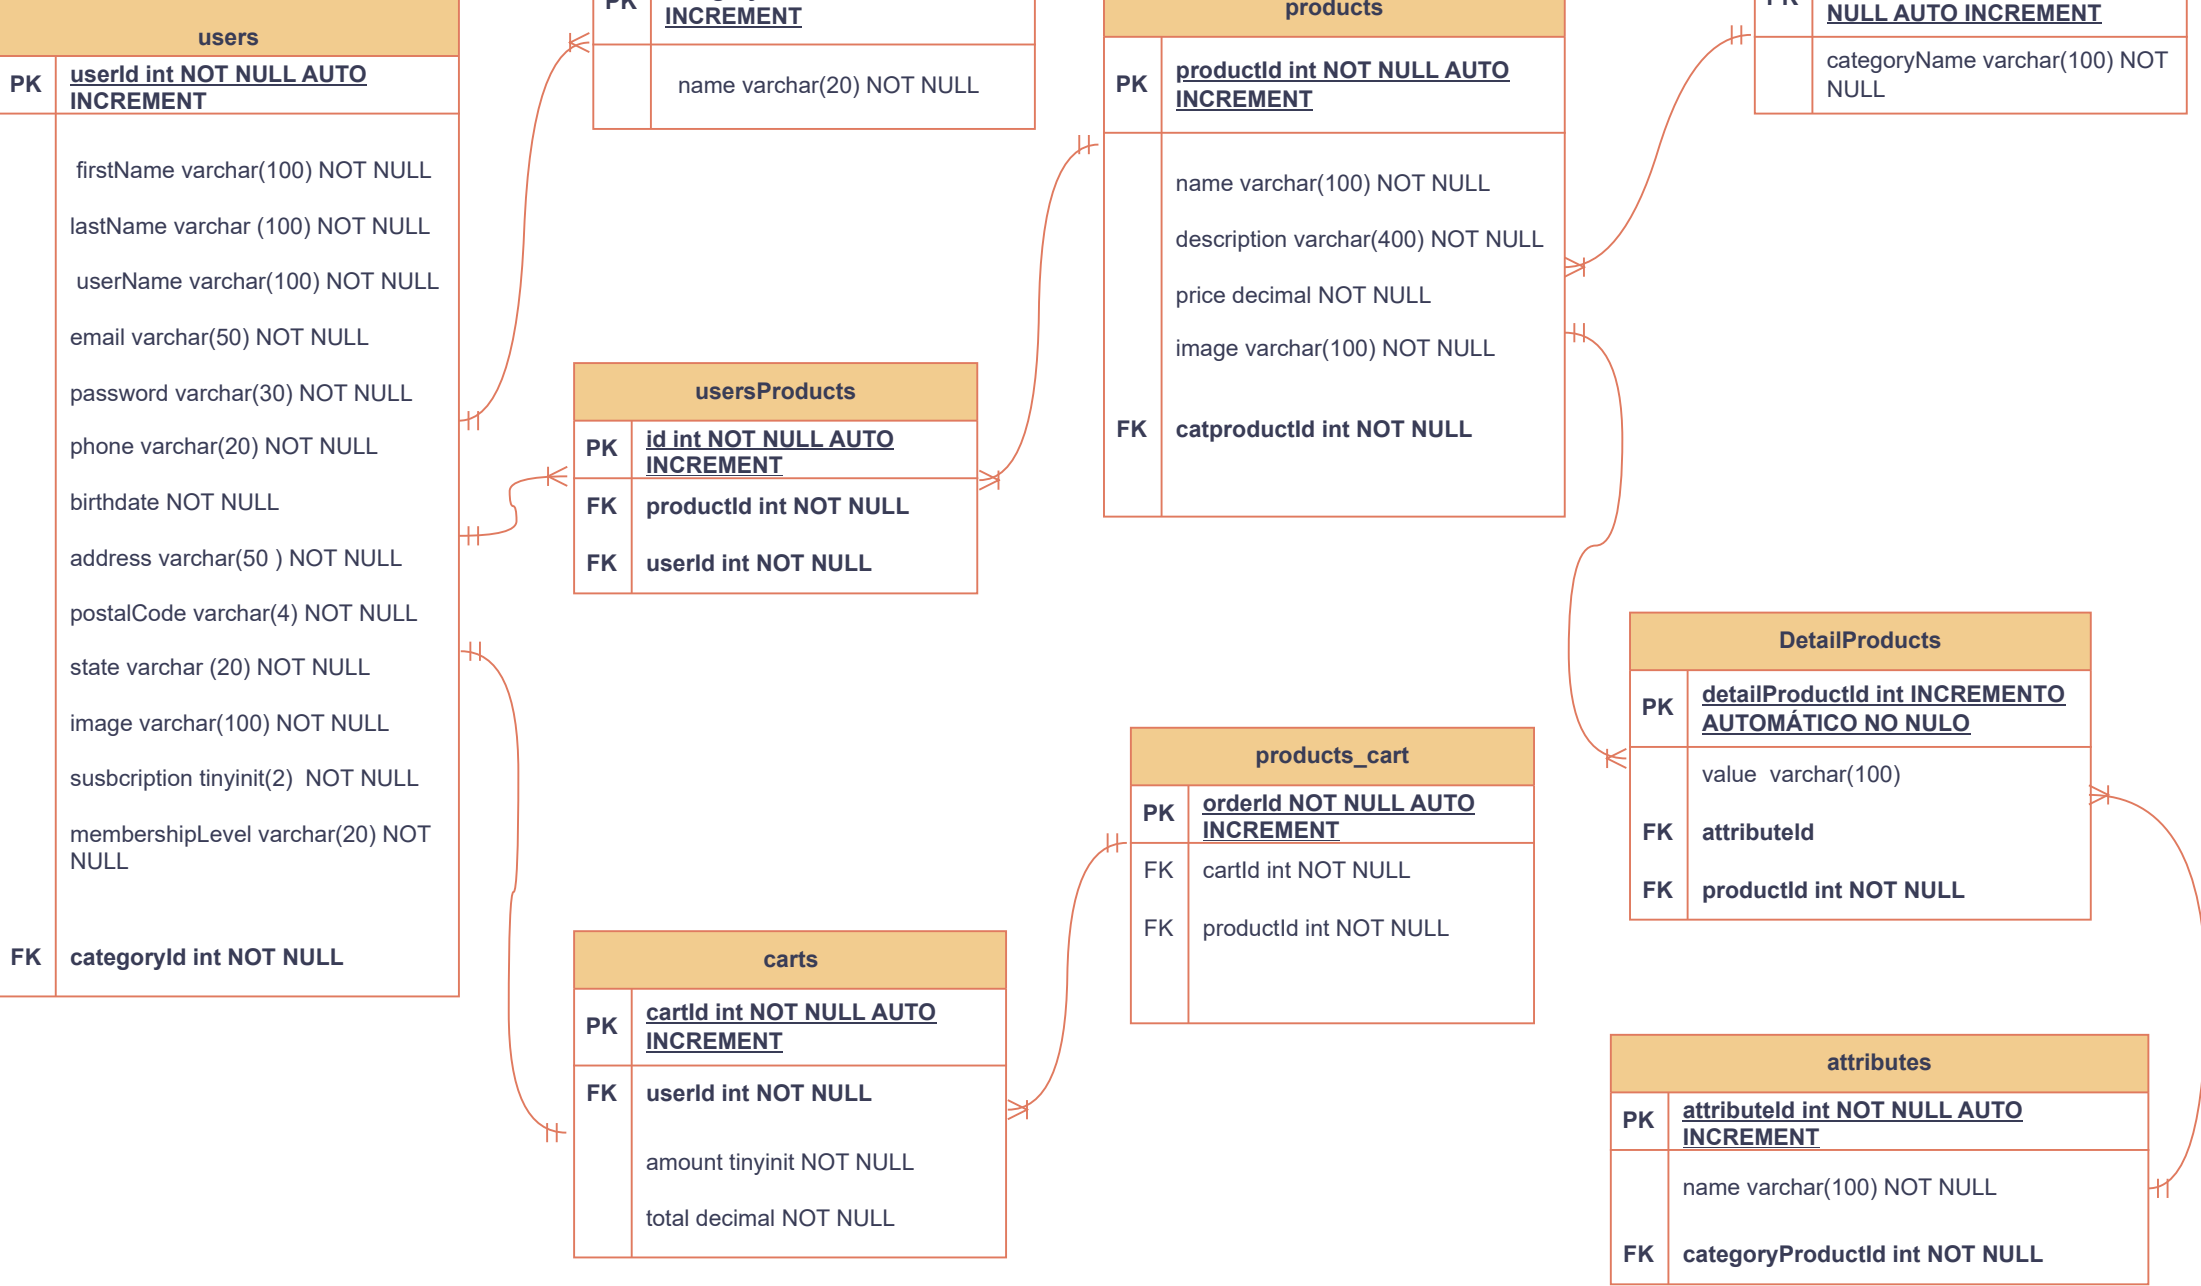 users
PK
userId int NOT NULL AUTO
INCREMENT
firstName varchar(100) NOT NULL
lastName varchar (100) NOT NULL
userName varchar(100) NOT NULL
email varchar(50) NOT NULL
password varchar(30) NOT NULL
phone varchar(20) NOT NULL
birthdate NOT NULL
address varchar(50 ) NOT NULL
postalCode varchar(4) NOT NULL
state varchar (20) NOT NULL
image varchar(100) NOT NULL
susbcription tinyinit(2)  NOT NULL
membershipLevel varchar(20) NOT
NULL
FK
categoryId int NOT NULL
PK
INCREMENT
name varchar(20) NOT NULL
usersProducts
PK
id int NOT NULL AUTO
INCREMENT
FK
productId int NOT NULL
FK
userId int NOT NULL
carts
PK
cartId int NOT NULL AUTO
INCREMENT
FK
userId int NOT NULL
amount tinyinit NOT NULL
total decimal NOT NULL
products
PK
productId int NOT NULL AUTO
INCREMENT
name varchar(100) NOT NULL
description varchar(400) NOT NULL
price decimal NOT NULL
image varchar(100) NOT NULL
FK
catproductId int NOT NULL
products_cart
PK
orderId NOT NULL AUTO
INCREMENT
FK
cartId int NOT NULL
FK
productId int NOT NULL
NULL AUTO INCREMENT
categoryName varchar(100) NOT
NULL
DetailProducts
PK
detailProductId int INCREMENTO
AUTOMÁTICO NO NULO
value  varchar(100)
FK
attributeId
FK
productId int NOT NULL
attributes
PK
attributeId int NOT NULL AUTO
INCREMENT
name varchar(100) NOT NULL
FK
categoryProductId int NOT NULL